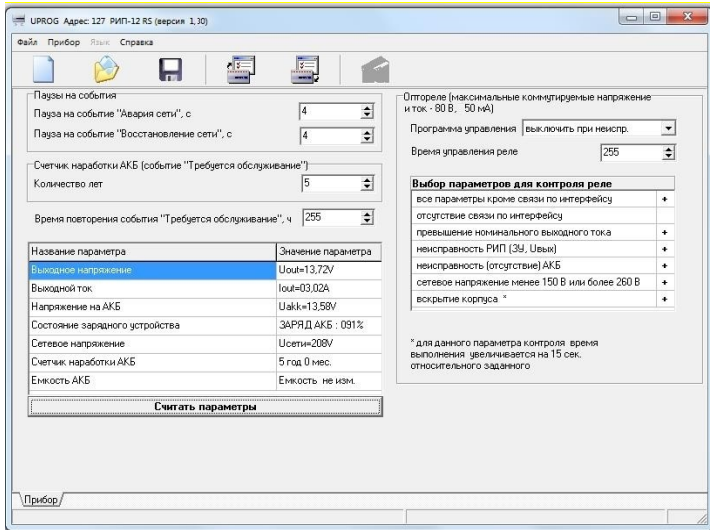 UPROG Адрес: 127 РИП-12 RS (версия 1,30)
Файл Прибор Язык Справка
Паузы на события
Пауза на событие "Авария сети", с 4
Пауза на событие "Восстановление сети", с 4
Счетчик наработки АКБ (событие "Требуется обслуживание")
Количество лет 5
Время повторения события "Требуется обслуживание", ч 255
Название параметра Значение параметра
Выходное напряжение Uout=13,72V
Выходной ток Iout=03,02A
Напряжение на АКБ Uakk=13,58V
Состояние зарядного устройства ЗАРЯД АКБ : 091%
Сетевое напряжение Uсети=208V
Счетчик наработки АКБ 5 год 0 мес.
Емкость АКБ Емкость не изм.
Считать параметры
Оптореле (максимальные коммутируемые напряжение
и ток - 80 В, 50 мА)
Программа управления выключить при неиспр.
Время управления реле 255
Выбор параметров для контроля реле
все параметры кроме связи по интерфейсу +
отсутствие связи по интерфейсу
превышение номинального выходного тока +
неисправность РИП (ЗУ, Uвых) +
неисправность (отсутствие) АКБ +
сетевое напряжение менее 150 В или более 260 В +
вскрытие корпуса * +
* для данного параметра контроля время
выполнения увеличивается на 15 сек.
относительного заданного
Прибор